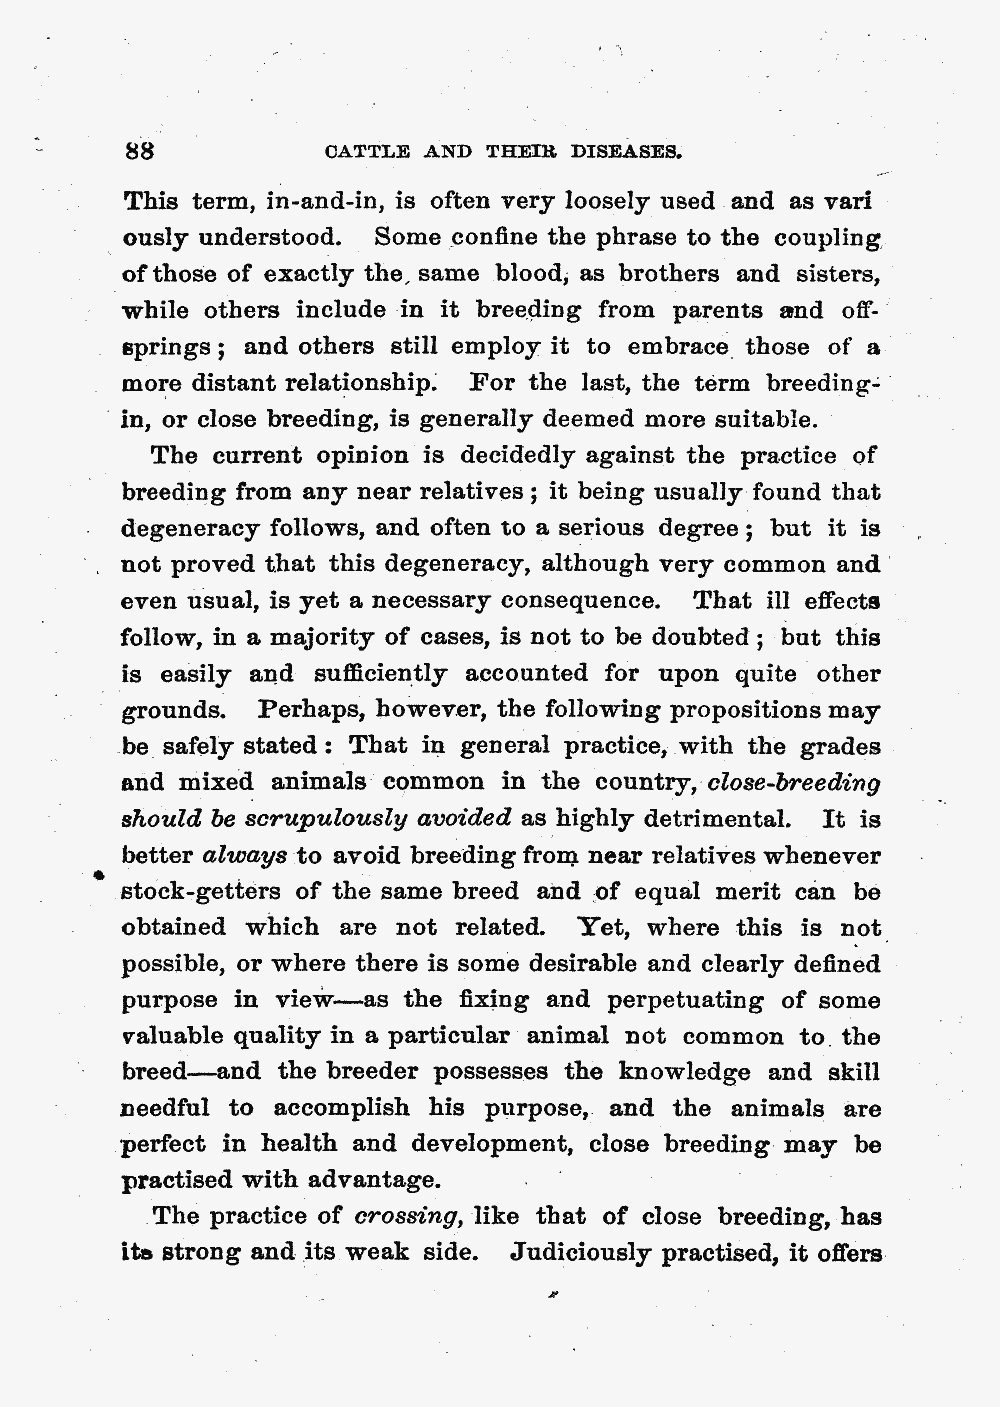 88 CATTLE AND THEIR DISEASES.
This term, in-and-in, is often very loosely used and as vari
ously understood. Some confine the phrase to the coupling
of those of exactly the same blood, as brothers and sisters,
while others include in it breeding from parents and off-
springs; and others still employ it to embrace those of a
more distant relationship. For the last, the term breeding-
in, or close breeding, is generally deemed more suitable.
The current opinion is decidedly against the practice of
breeding from any near relatives; it being usually found that
degeneracy follows, and often to a serious degree; but it is
not proved that this degeneracy, although very common and
even usual, is yet a necessary consequence. That ill effects
follow, in a majority of cases, is not to be doubted; but this
is easily and sufficiently accounted for upon quite other
grounds. Perhaps, however, the following propositions may
be safely stated: That in general practice, with the grades
and mixed animals common in the country, close-breeding
should be scrupulously avoided as highly detrimental. It is
better always to avoid breeding from near relatives whenever
stock-getters of the same breed and of equal merit can be
obtained which are not related. Yet, where this is not
possible, or where there is some desirable and clearly defined
purpose in view—as the fixing and perpetuating of some
valuable quality in a particular animal not common to the
breed—and the breeder possesses the knowledge and skill
needful to accomplish his purpose, and the animals are
perfect in health and development, close breeding may be
practised with advantage.
The practice of crossing, like that of close breeding, has
its strong and its weak side. Judiciously practised, it offers